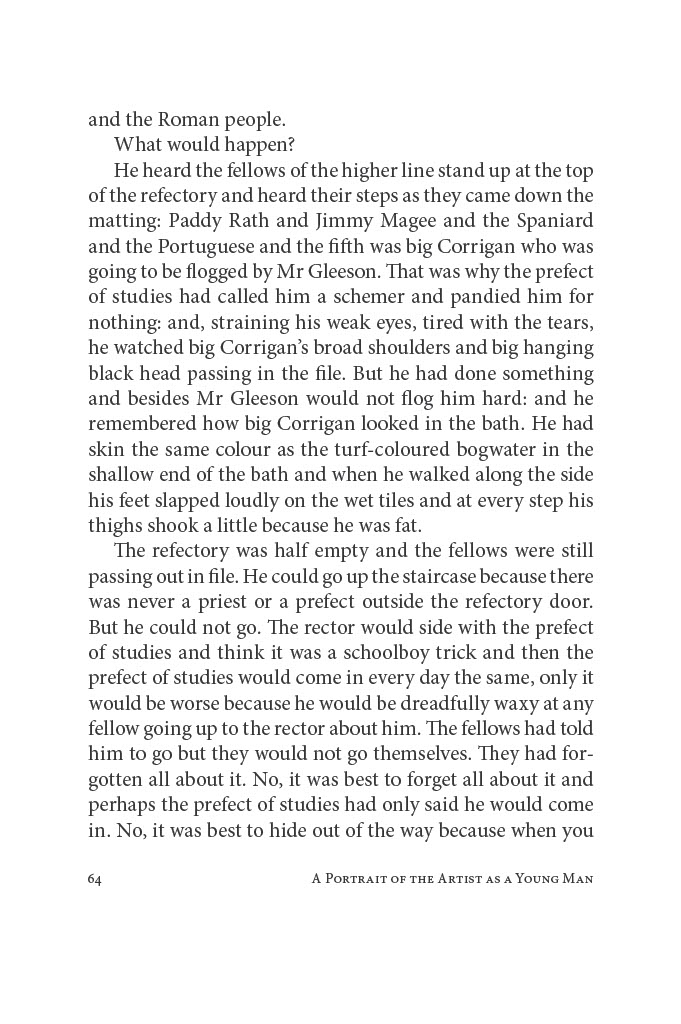 and the Roman people.
What would happen?
He heard the fellows of the higher line stand up at the top
of the refectory and heard their steps as they came down the
matting: Paddy Rath and Jimmy Magee and the Spaniard
and the Portuguese and the fifth was big Corrigan who was
going to be flogged by Mr Gleeson. That was why the prefect
of studies had called him a schemer and pandied him for
nothing: and, straining his weak eyes, tired with the tears,
he watched big Corrigan’s broad shoulders and big hanging
black head passing in the file. But he had done something
and besides Mr Gleeson would not flog him hard: and he
remembered how big Corrigan looked in the bath. He had
skin the same colour as the turf-coloured bogwater in the
shallow end of the bath and when he walked along the side
his feet slapped loudly on the wet tiles and at every step his
thighs shook a little because he was fat.
The refectory was half empty and the fellows were still
passing out in file. He could go up the staircase because there
was never a priest or a prefect outside the refectory door.
But he could not go. The rector would side with the prefect
of studies and think it was a schoolboy trick and then the
prefect of studies would come in every day the same, only it
would be worse because he would be dreadfully waxy at any
fellow going up to the rector about him. The fellows had told
him to go but they would not go themselves. They had for-
gotten all about it. No, it was best to forget all about it and
perhaps the prefect of studies had only said he would come
in. No, it was best to hide out of the way because when you
64 A Portrait of the Artist as a Young Man